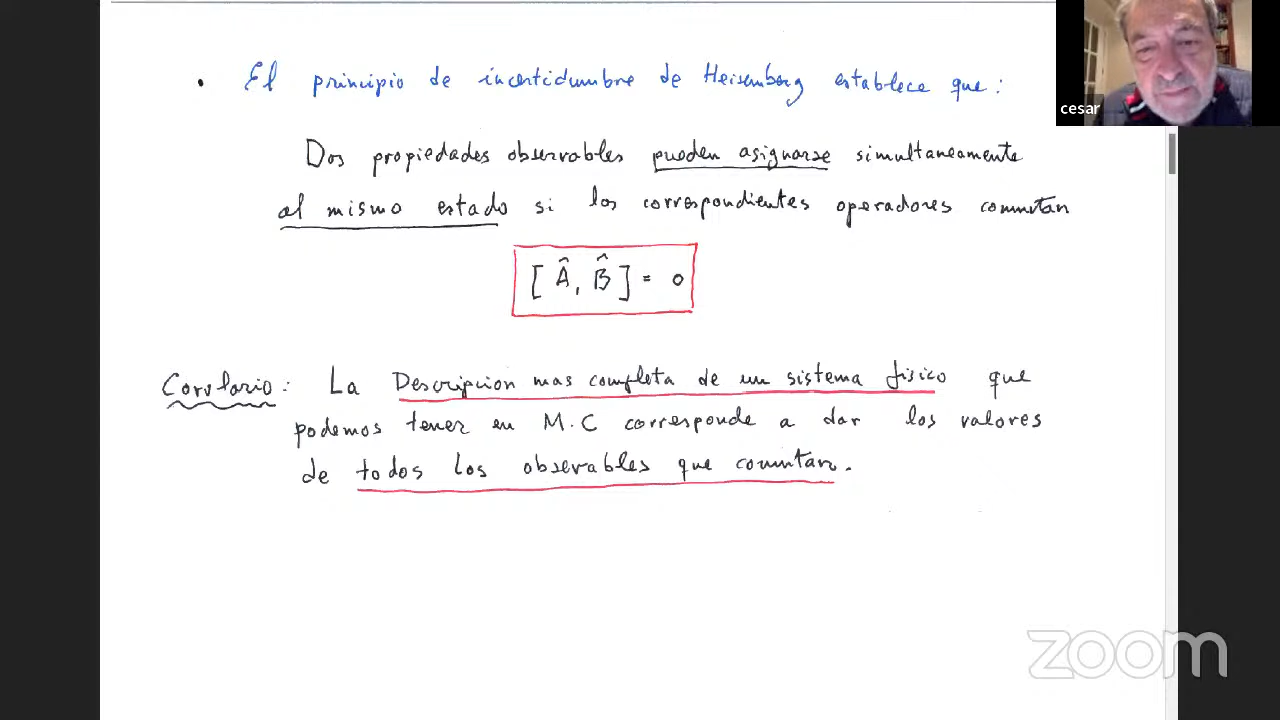 • El principio de incertidumbre de Heisenberg establece que:
cesar
Dos propiedades observables pueden asignarse simultaneamente
al mismo estado si los correspondientes operadores conmutan
[Â, B̂] = 0
Corolario: La Descripcion mas completa de un sistema fisico que
podemos tener en M.C corresponde a dar los valores
de todos los observables que conmutan.
zoom